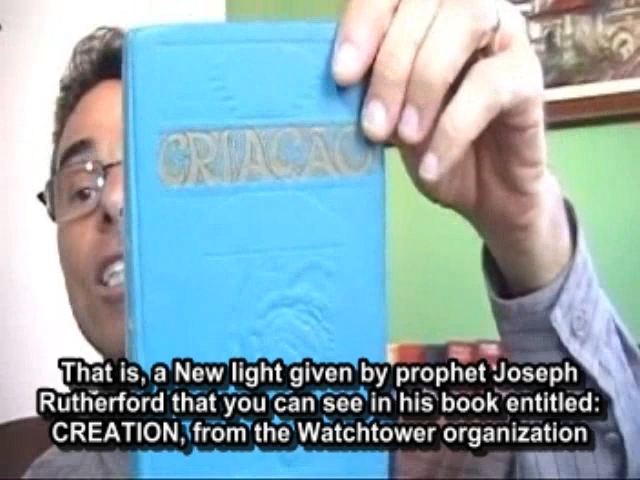 CRIAÇÃO
That is, a New light given by prophet Joseph
Rutherford that you can see in his book entitled:
CREATION, from the Watchtower organization